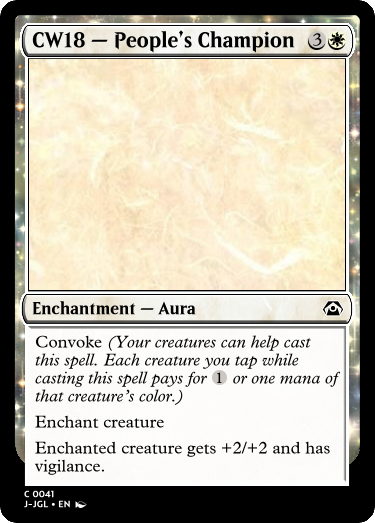 CW18 — People's Champion 3
Enchantment — Aura
Convoke (Your creatures can help cast
this spell. Each creature you tap while
casting this spell pays for 1 or one mana of
that creature's color.)
Enchant creature
Enchanted creature gets +2/+2 and has
vigilance.
C 0041
J-JGL • EN